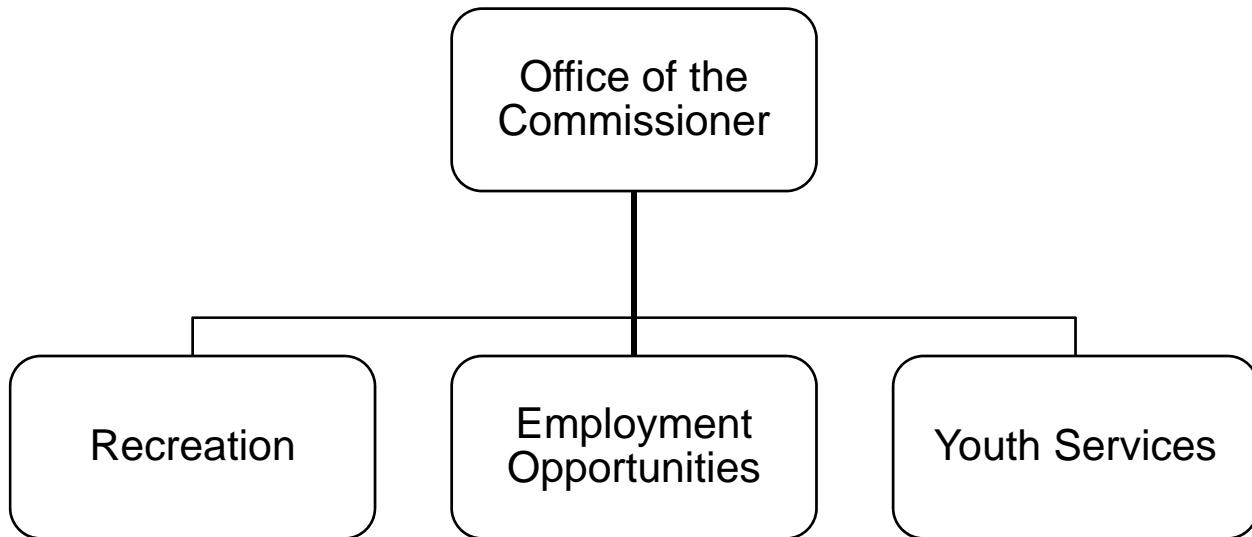 Office of the
Commissioner
Recreation
Employment
Opportunities
Youth Services